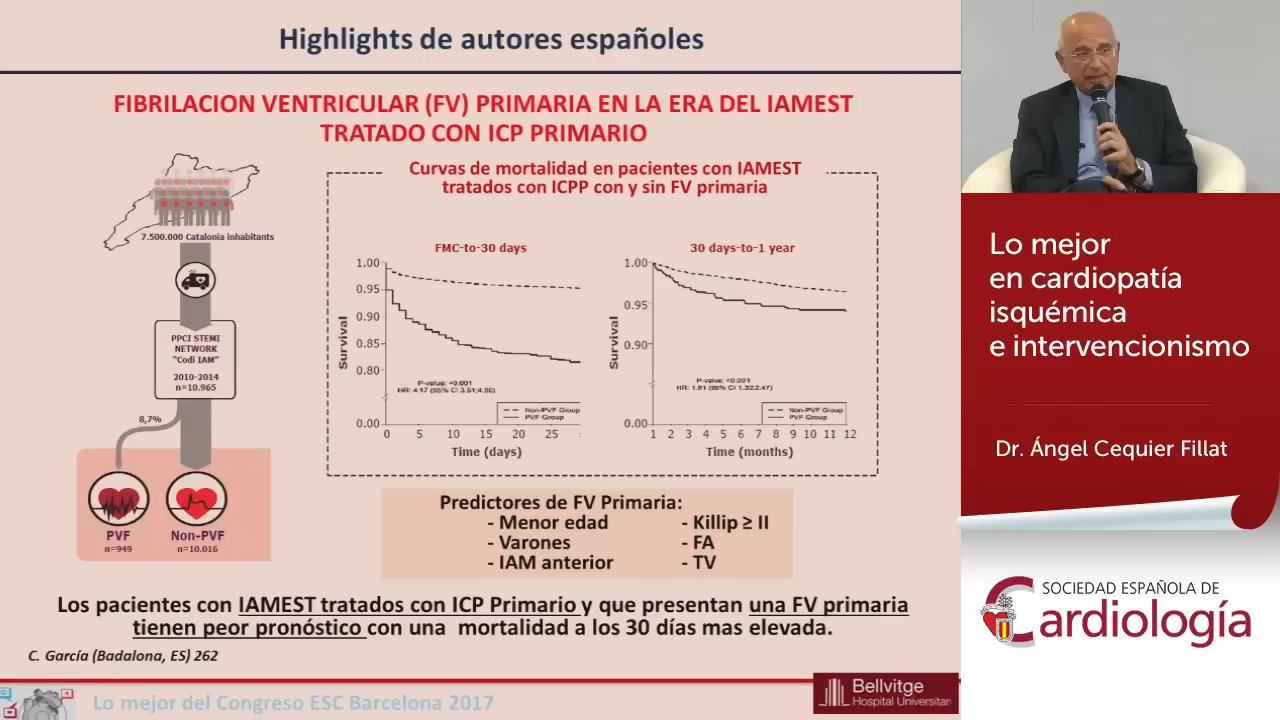 Highlights de autores españoles
FIBRILACION VENTRICULAR (FV) PRIMARIA EN LA ERA DEL IAMEST
TRATADO CON ICP PRIMARIO
7.500.000 Catalonia inhabitants
PPCI STEMI
NETWORK
"Codi IAM"
2010-2014
n=10.965
8,7%
PVF
n=949
Non-PVF
n=10.016
Curvas de mortalidad en pacientes con IAMEST
tratados con ICPP con y sin FV primaria
FMC-to-30 days
1.00
0.95
0.90
0.85
0.80
0.00
Survival
P-value: <0.001
HR: 4.17 (95% CI 3.51;4.96)
Non-PVF Group
PVF Group
0 5 10 15 20 25
Time (days)
30 days-to-1 year
1.00
0.95
0.90
0.00
Survival
P-value: <0.001
HR: 1.81 (95% CI 1.32;2.47)
Non-PVF Group
PVF Group
1 2 3 4 5 6 7 8 9 10 11 12
Time (months)
Predictores de FV Primaria:
- Menor edad
- Varones
- IAM anterior
- Killip ≥ II
- FA
- TV
Los pacientes con IAMEST tratados con ICP Primario y que presentan una FV primaria
tienen peor pronóstico con una mortalidad a los 30 días mas elevada.
C. García (Badalona, ES) 262
Lo mejor del Congreso ESC Barcelona 2017
Bellvitge
Hospital Universitari
Lo mejor
en cardiopatía
isquémica
e intervencionismo
Dr. Ángel Cequier Fillat
SOCIEDAD ESPAÑOLA DE
Cardiología